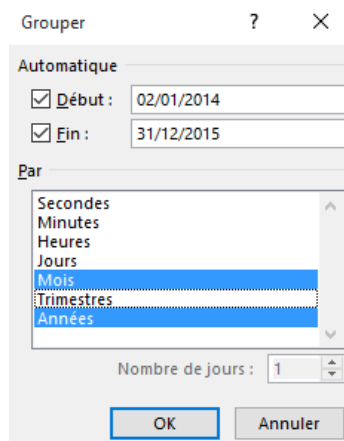 Grouper ? ×
Automatique
Début : 02/01/2014
Fin : 31/12/2015
Par
Secondes
Minutes
Heures
Jours
Mois
Trimestres
Années
Nombre de jours : 1
OK Annuler